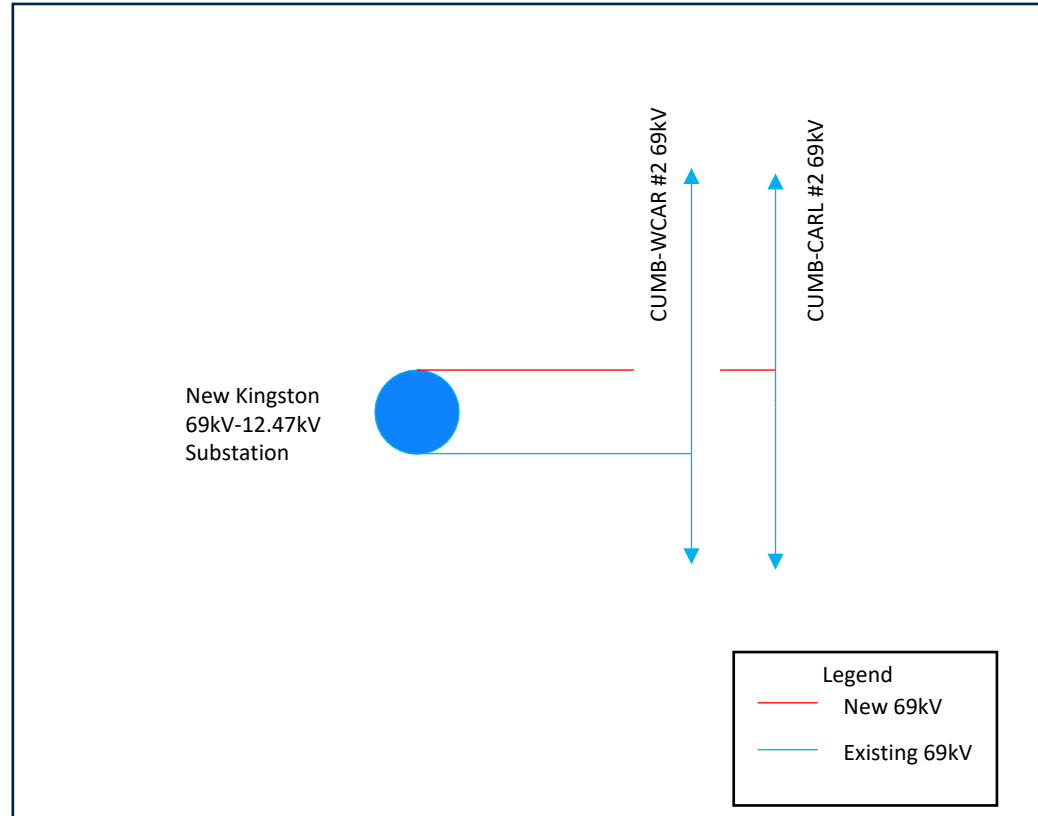 CUMB-WCAR #2 69kV
CUMB-CARL #2 69kV
New Kingston
69kV-12.47kV
Substation
Legend
New 69kV
Existing 69kV